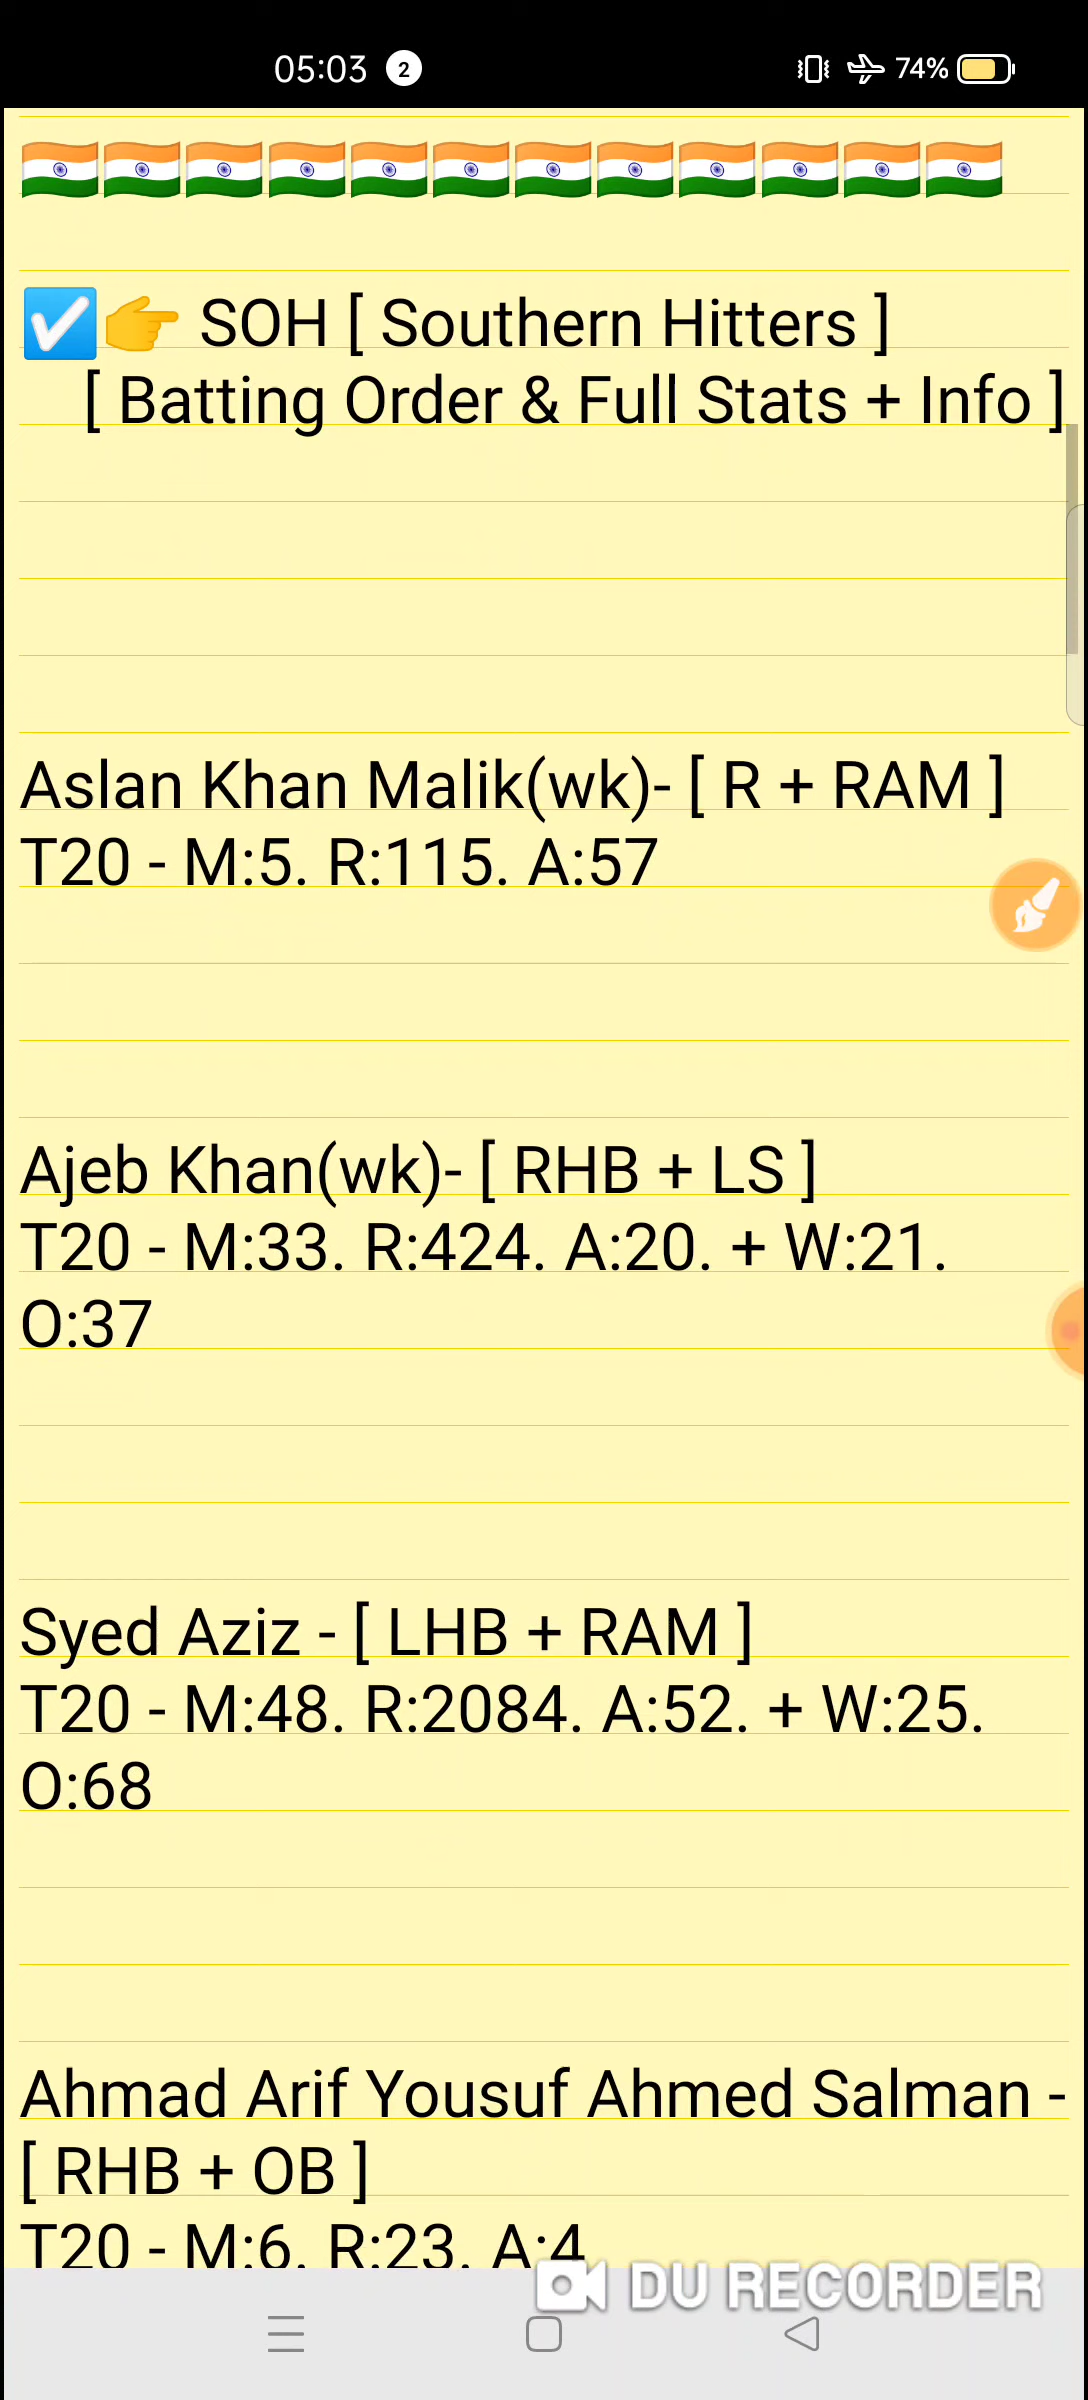 05:03 2 74%
🇮🇳🇮🇳🇮🇳🇮🇳🇮🇳🇮🇳🇮🇳🇮🇳🇮🇳🇮🇳🇮🇳🇮🇳
☑️👉 SOH [ Southern Hitters ]
[ Batting Order & Full Stats + Info ]
Aslan Khan Malik(wk)- [ R + RAM ]
T20 - M:5. R:115. A:57
Ajeb Khan(wk)- [ RHB + LS ]
T20 - M:33. R:424. A:20. + W:21.
O:37
Syed Aziz - [ LHB + RAM ]
T20 - M:48. R:2084. A:52. + W:25.
O:68
Ahmad Arif Yousuf Ahmed Salman -
[ RHB + OB ]
T20 - M:6. R:23. A:4
DU RECORDER